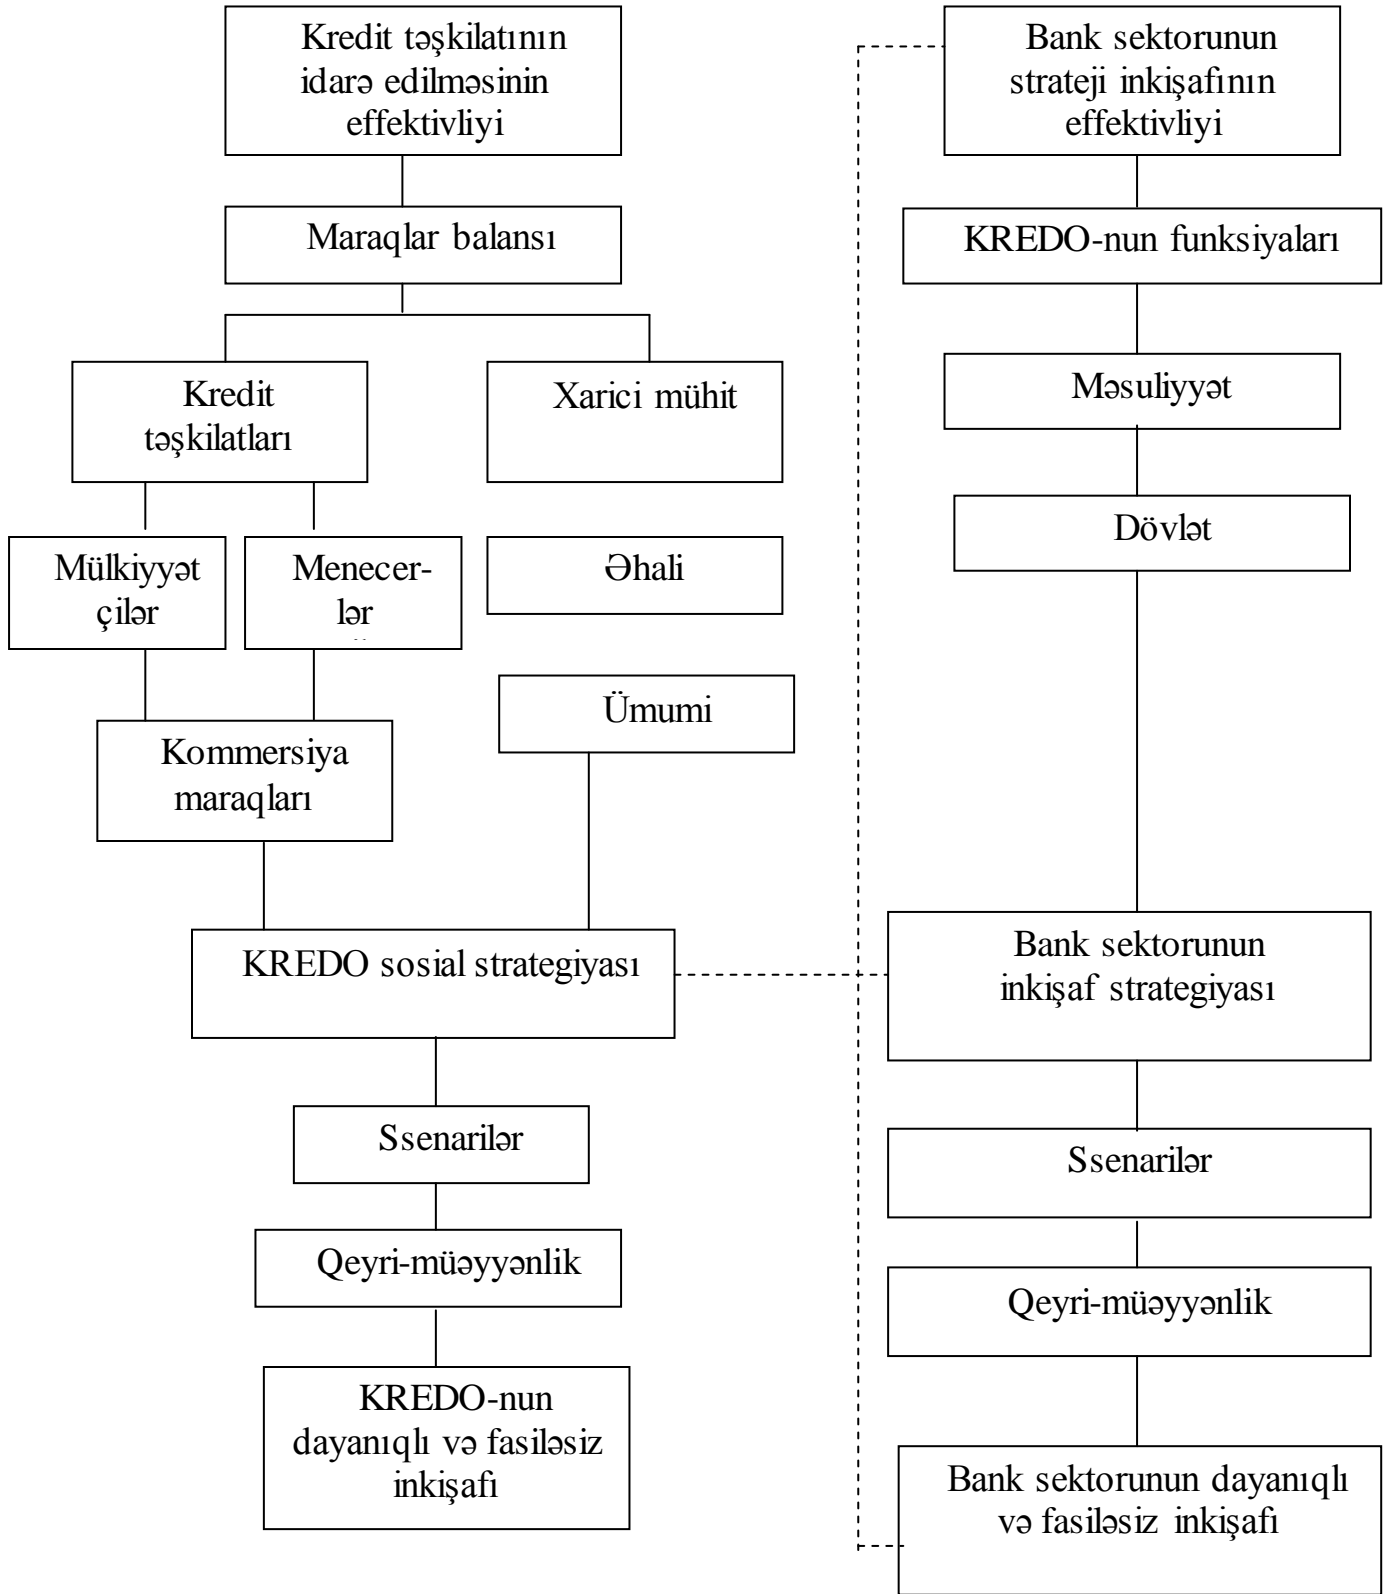 Kredit təşkilatının
idarə edilməsinin
effektivliyi
Maraqlar balansı
Kredit
təşkilatları
Xarici mühit
Mülkiyyət
çilər
Menecer-
lər
Əhali
Ümumi
Kommersiya
maraqları
KREDO sosial strategiyası
Ssenarilər
Qeyri-müəyyənlik
KREDO-nun
dayanıqlı və fasiləsiz
inkişafı
Bank sektorunun
strateji inkişafının
effektivliyi
KREDO-nun funksiyaları
Məsuliyyət
Dövlət
Bank sektorunun
inkişaf strategiyası
Ssenarilər
Qeyri-müəyyənlik
Bank sektorunun dayanıqlı
və fasiləsiz inkişafı